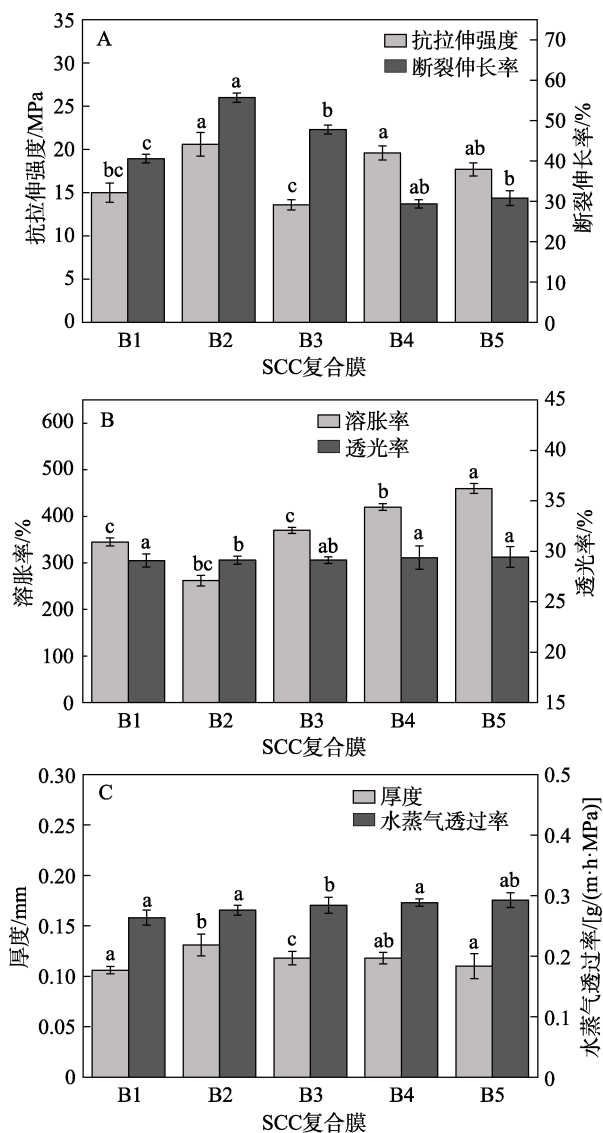 A
抗拉伸强度
断裂伸长率
抗拉伸强度/MPa
断裂伸长率/%
35
30
25
20
15
10
5
0
70
60
50
40
30
20
10
0
bc
c
a
a
c
b
a
ab
ab
b
B1
B2
B3
B4
B5
SCC复合膜
B
溶胀率
透光率
溶胀率/%
透光率/%
600
500
400
300
200
100
0
45
40
35
30
25
20
15
c
a
bc
b
c
ab
b
a
a
a
B1
B2
B3
B4
B5
SCC复合膜
C
厚度
水蒸气透过率
厚度/mm
水蒸气透过率/[g/(m·h·MPa)]
0.30
0.25
0.20
0.15
0.10
0.05
0
0.5
0.4
0.3
0.2
0.1
0
a
a
b
a
c
b
ab
a
a
ab
B1
B2
B3
B4
B5
SCC复合膜